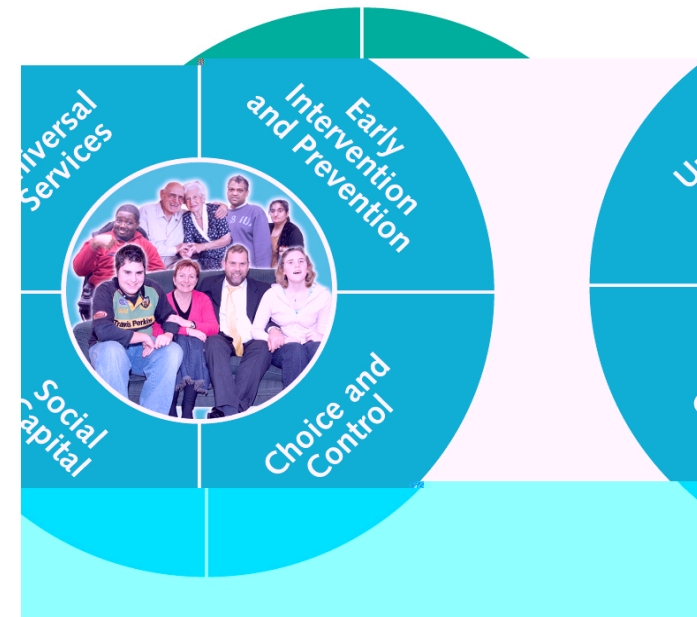 Services
Early
Intervention
and Prevention
Social
Choice and
Control
Travis Perkins